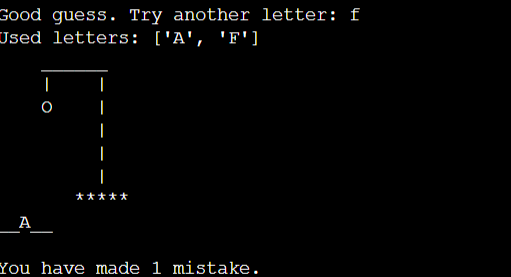 Good guess. Try another letter: f
Used letters: ['A', 'F']
______
|    |
O    |
|
|
|
*****
__A__
You have made 1 mistake.